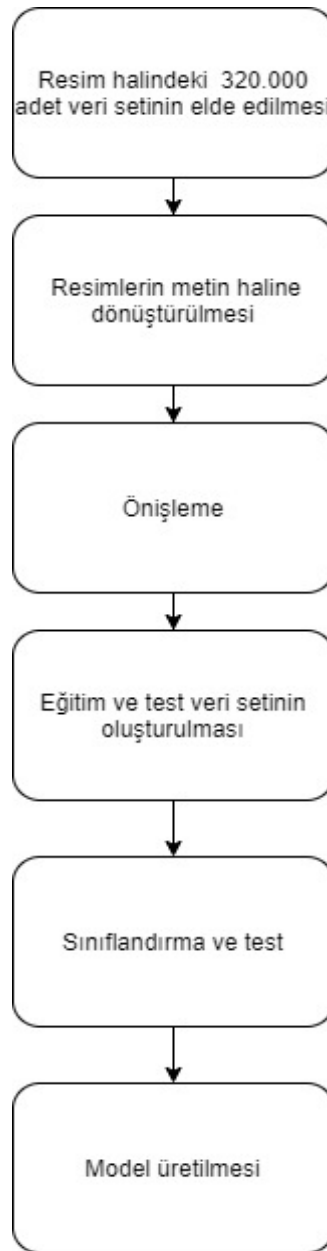 Resim halindeki 320.000
adet veri setinin elde edilmesi
Resimlerin metin haline
dönüştürülmesi
Önişleme
Eğitim ve test veri setinin
oluşturulması
Sınıflandırma ve test
Model üretilmesi